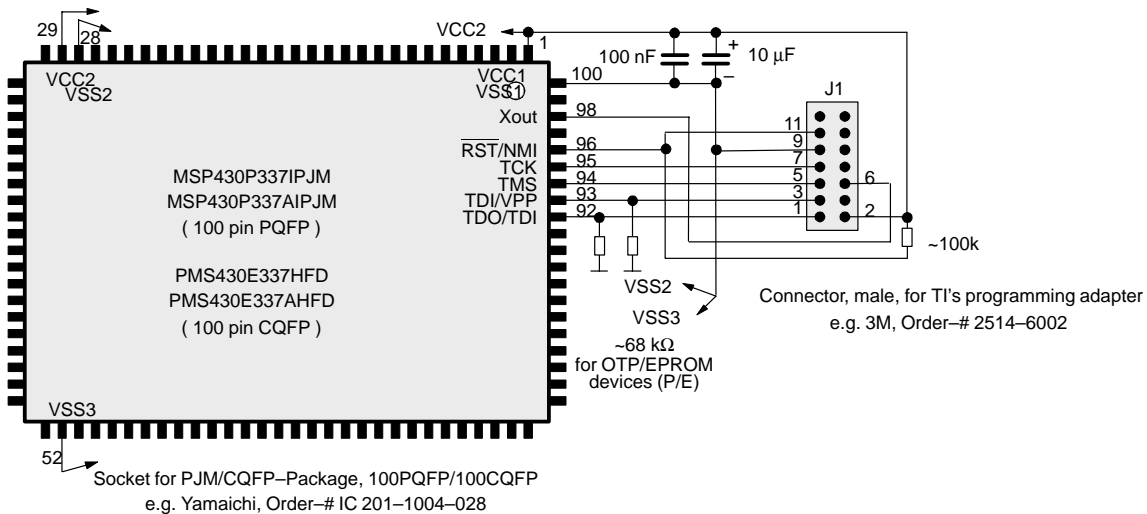 29
28
VCC2
1
100 nF
+
10 µF
–
VCC2
VSS2
VCC1
VSS1
100
Xout
98
RST/NMI
96
TCK
95
TMS
94
TDI/VPP
93
TDO/TDI
92
J1
11
9
7
5
3
1
6
2
MSP430P337IPJM
MSP430P337AIPJM
( 100 pin PQFP )
PMS430E337HFD
PMS430E337AHFD
( 100 pin CQFP )
~100k
VSS2
VSS3
~68 kΩ
for OTP/EPROM
devices (P/E)
Connector, male, for TI's programming adapter
e.g. 3M, Order–# 2514–6002
VSS3
52
Socket for PJM/CQFP–Package, 100PQFP/100CQFP
e.g. Yamaichi, Order–# IC 201–1004–028